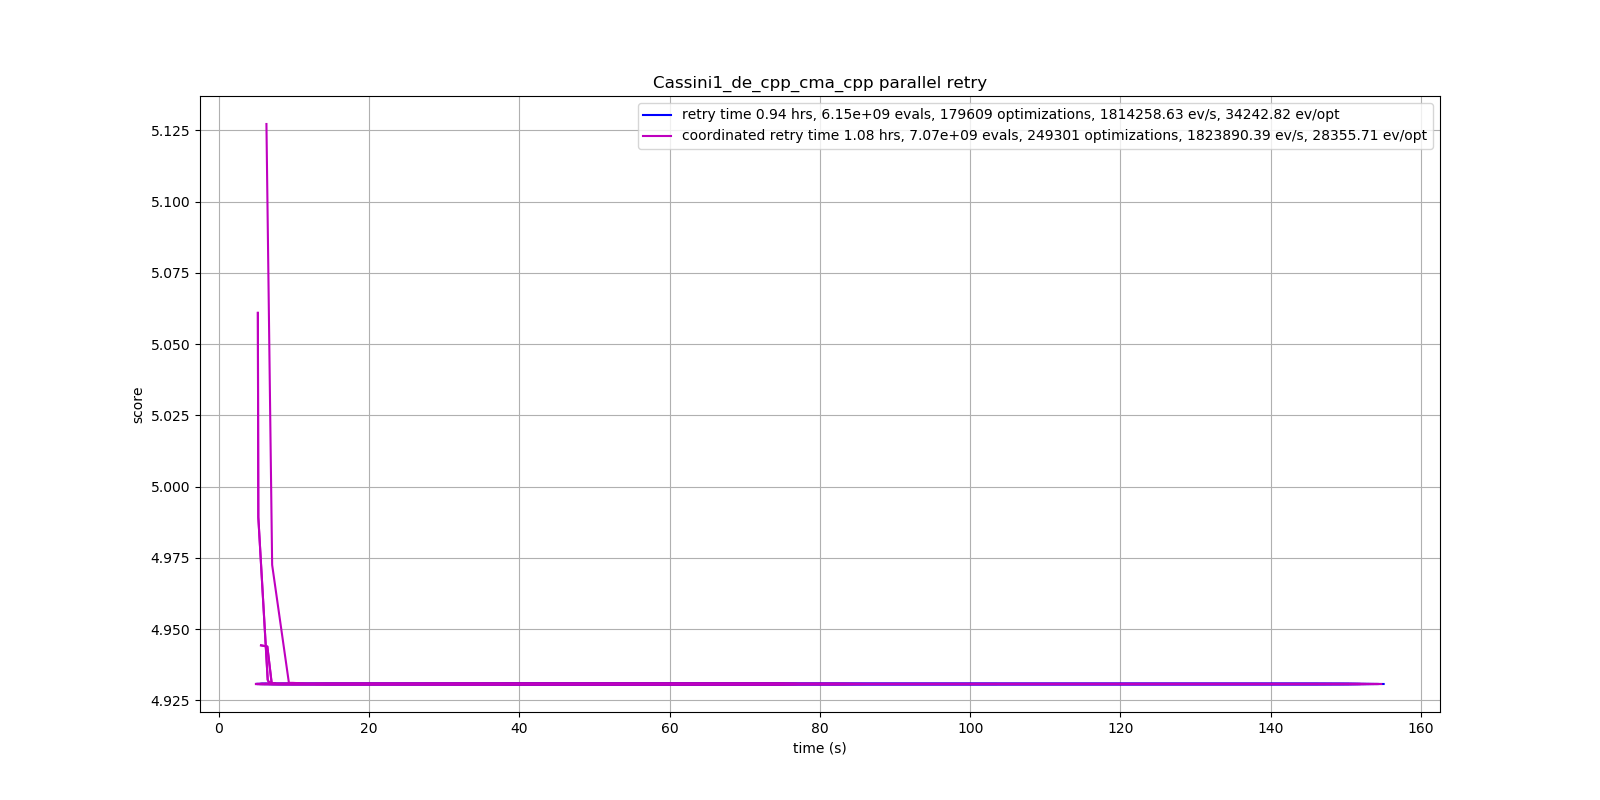 Cassini1_de_cpp_cma_cpp parallel retry
retry time 0.94 hrs, 6.15e+09 evals, 179609 optimizations, 1814258.63 ev/s, 34242.82 ev/opt
coordinated retry time 1.08 hrs, 7.07e+09 evals, 249301 optimizations, 1823890.39 ev/s, 28355.71 ev/opt
5.125
5.100
5.075
5.050
5.025
5.000
4.975
4.950
4.925
score
0 20 40 60 80 100 120 140 160
time (s)